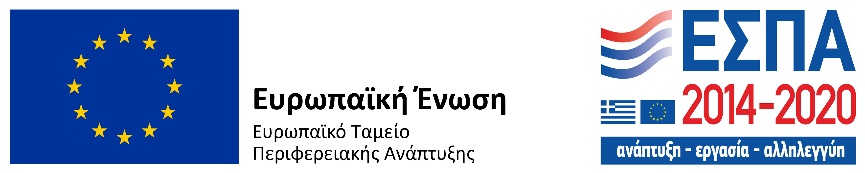 Ευρωπαϊκή Ένωση
Ευρωπαϊκό Ταμείο
Περιφερειακής Ανάπτυξης
ΕΣΠΑ
2014-2020
ανάπτυξη - εργασία - αλληλεγγύη